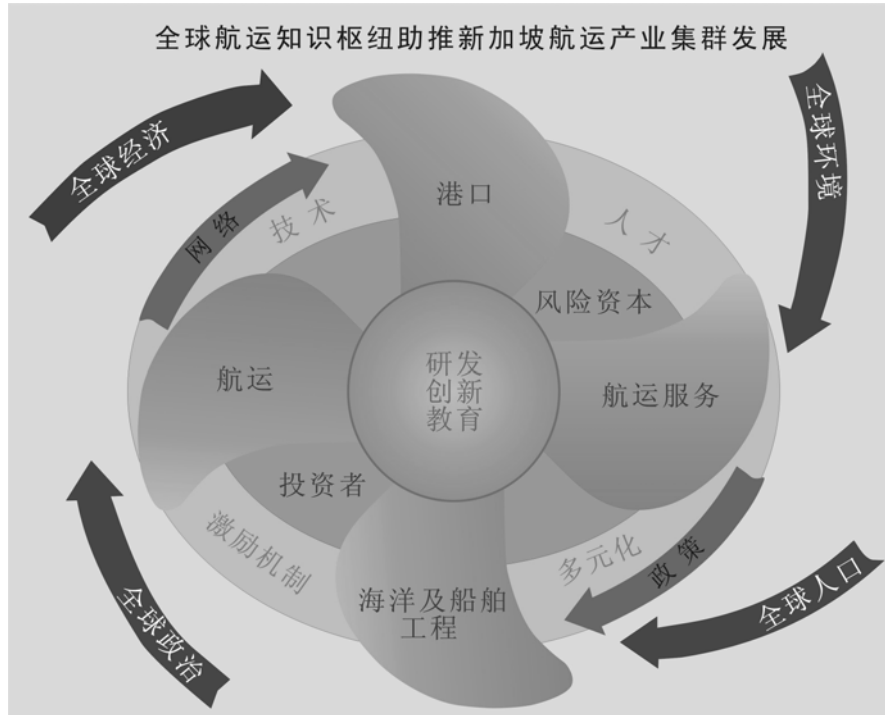 全球航运知识枢纽助推新加坡航运产业集群发展
全球经济
全球环境
网络
技术
港口
人才
风险资本
航运
研发
创新
教育
航运服务
投资者
激励机制
海洋及船舶
工程
多元化
政策
全球人口
全球政治